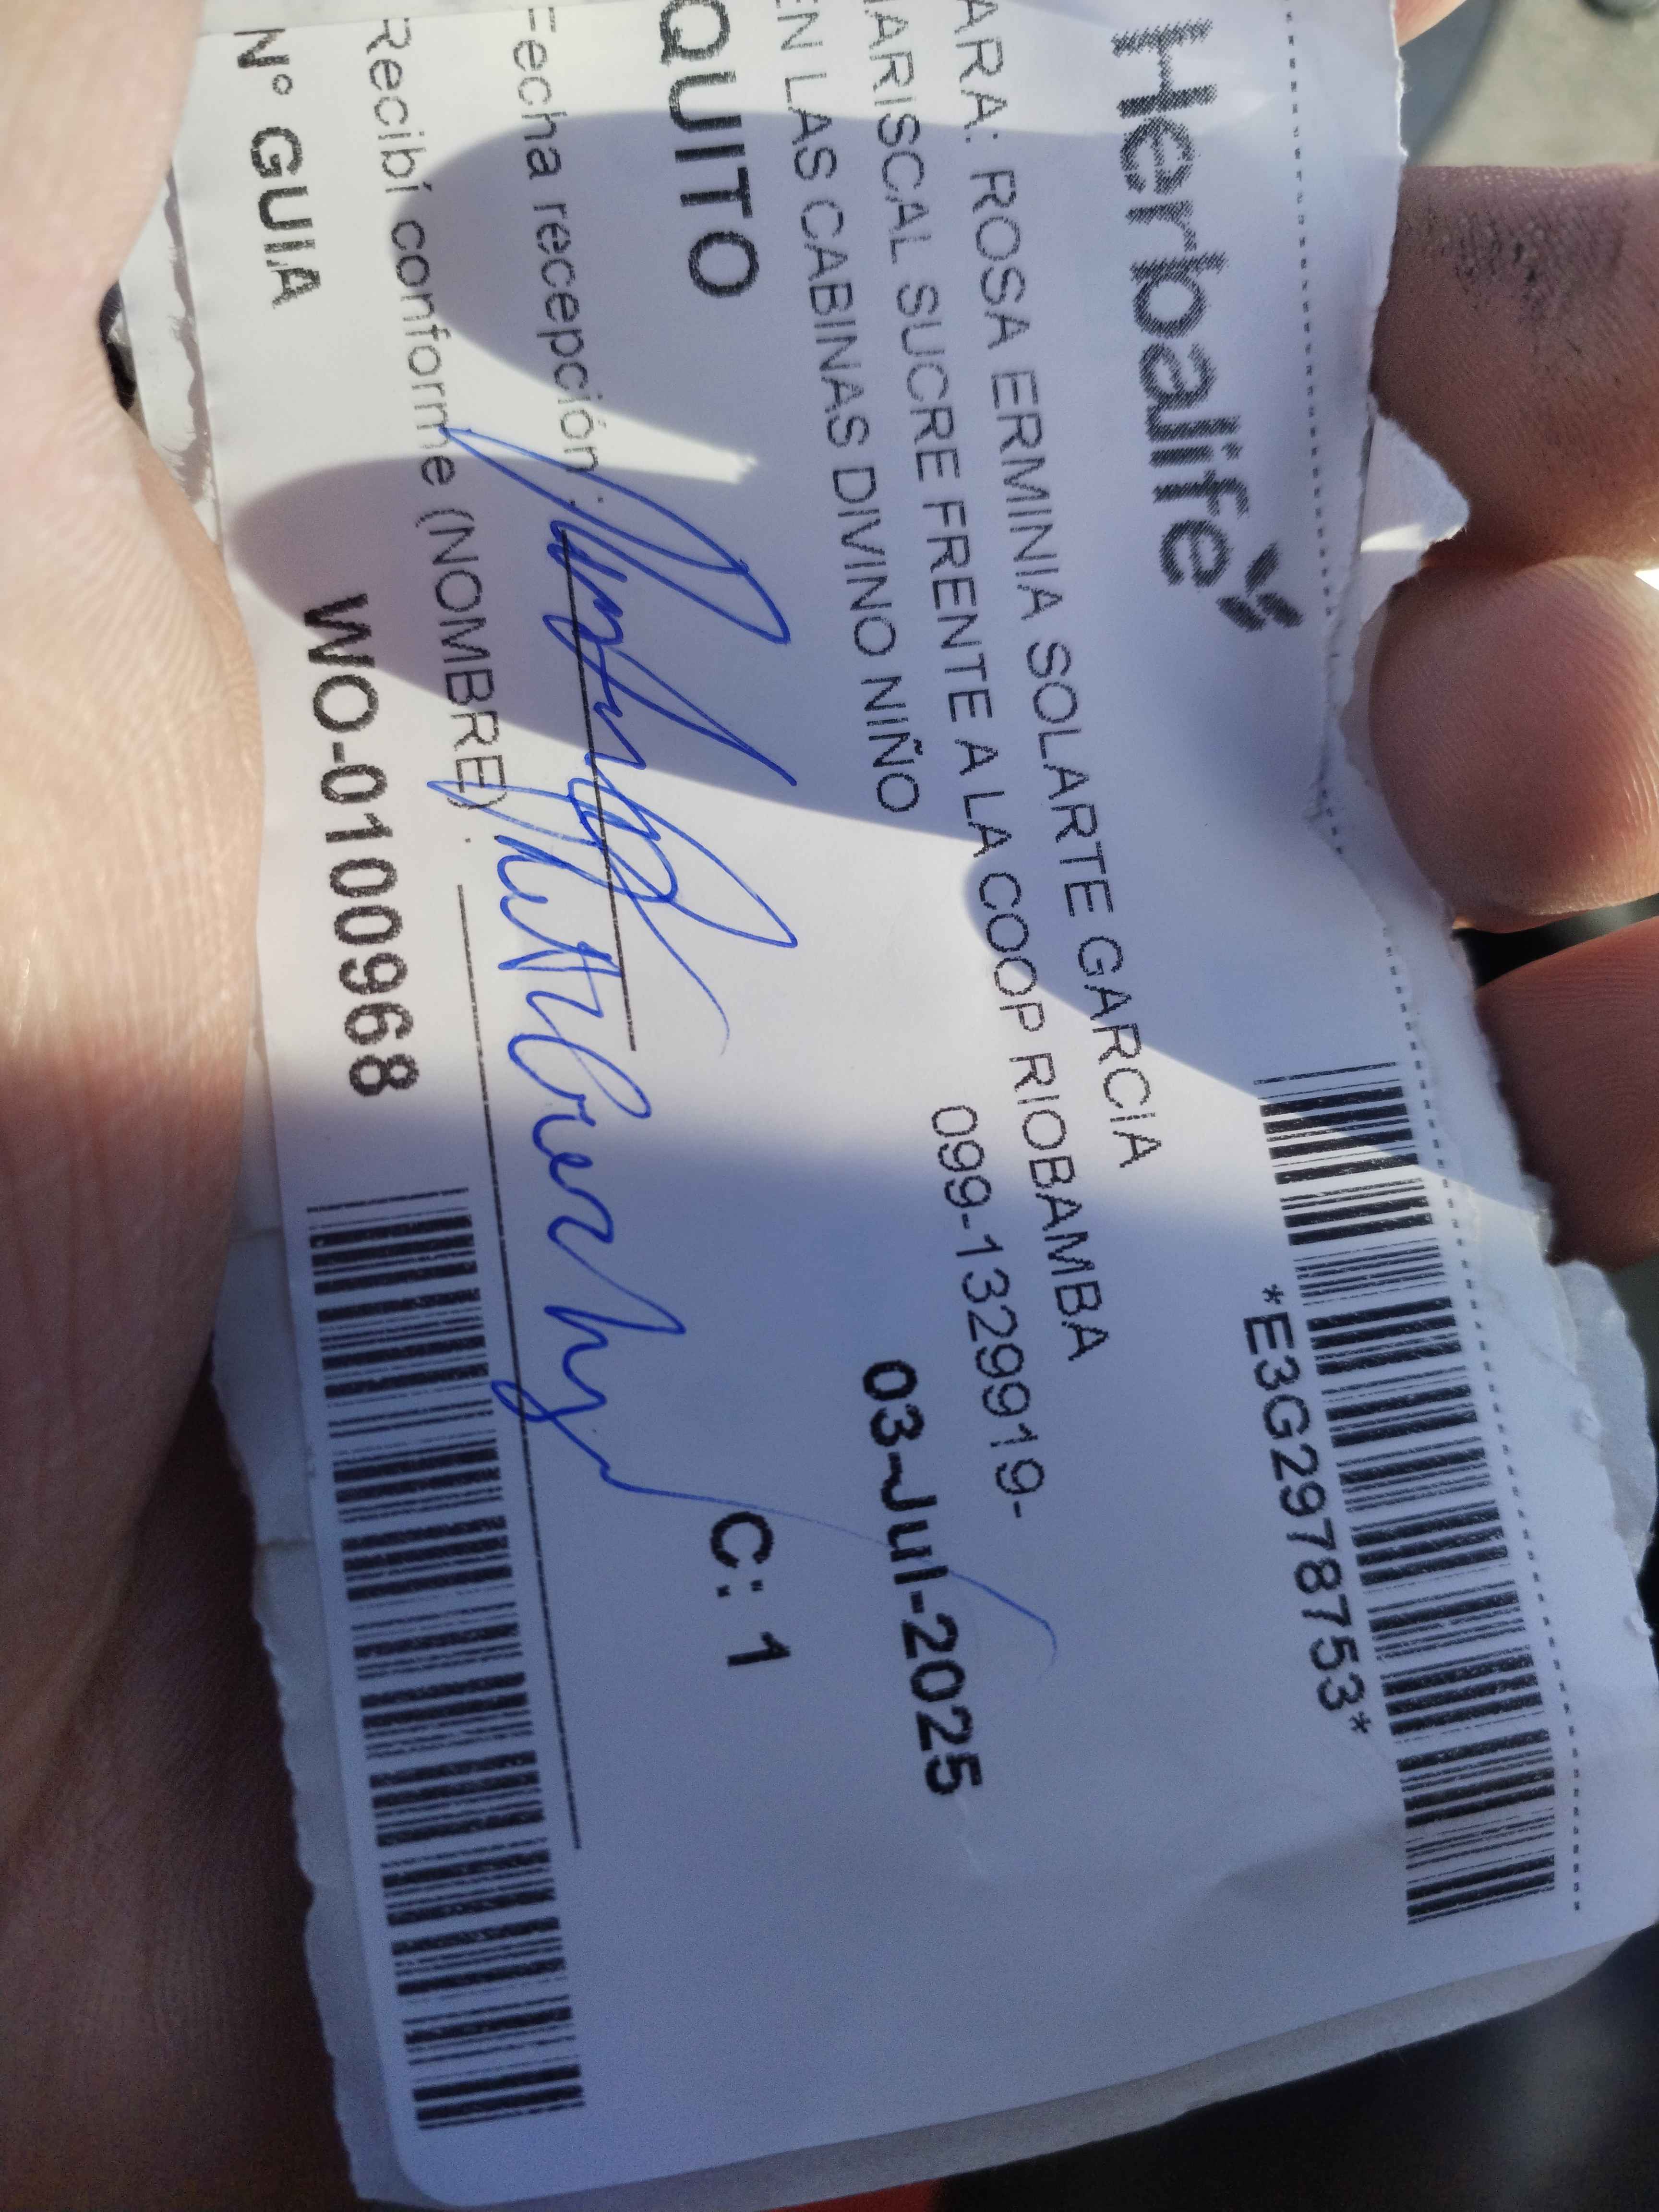 Herbalife
*E3G2978753*
ARA: ROSA ERMINIA SOLARTE GARCIA
ARISCAL SUCRE FRENTE A LA COOP RIOBAMBA
EN LAS CABINAS DIVINO NIÑO
099-1329919-
03-Jul-2025
QUITO
C: 1
Fecha recepción:
Recibí conforme (NOMBRE):
N° GUIA
WO-0100968